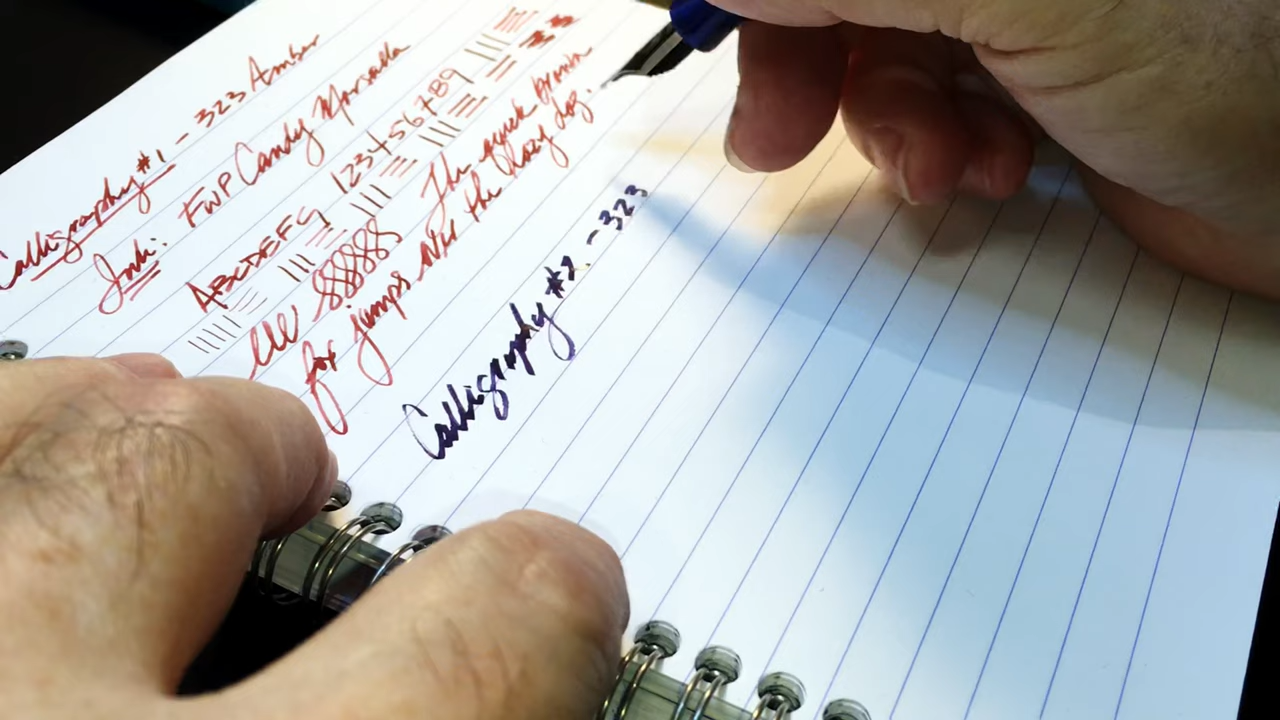 Calligraphy #1 - 323 Amber
Ink: FWP Candy Marsala
ABCDEFG 123456789
lll 88888 The quick brown
fox jumps over the lazy dog.
Calligraphy #2. - 323